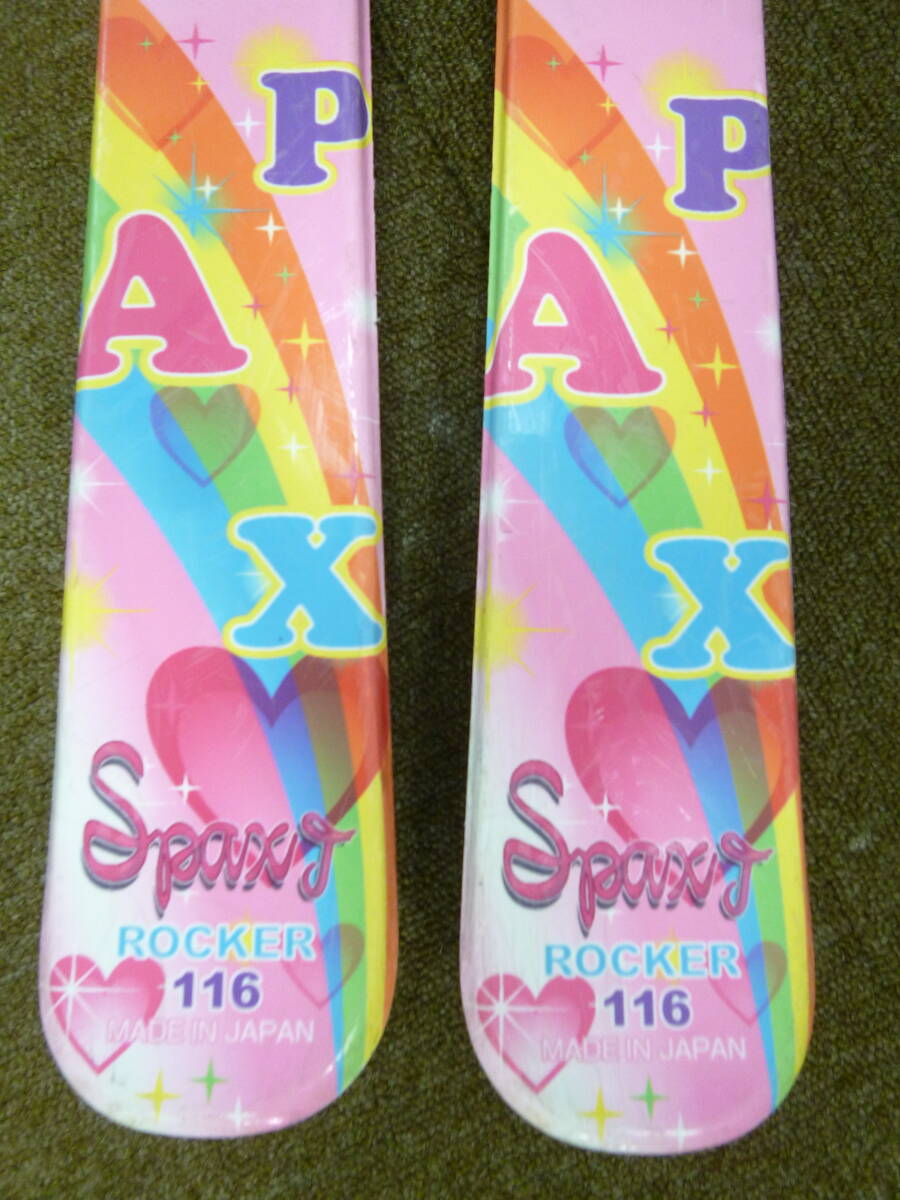 P
A
X
Spaxy
ROCKER
116
MADE IN JAPAN
P
A
X
Spaxy
ROCKER
116
MADE IN JAPAN